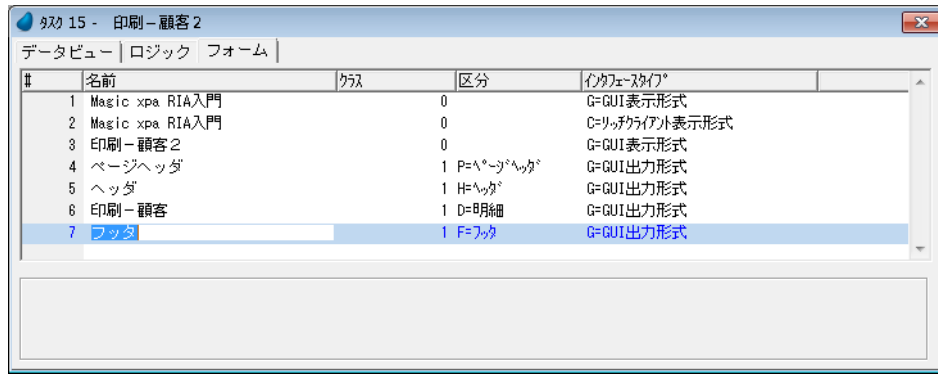 ﾀｽｸ 15 - 印刷－顧客２
データビュー ロジック フォーム
# 名前 ｸﾗｽ 区分 ｲﾝﾀﾌｪｰｽﾀｲﾌﾟ
1 Magic xpa RIA入門 0 G=GUI表示形式
2 Magic xpa RIA入門 0 C=ﾘｯﾁｸﾗｲｱﾝﾄ表示形式
3 印刷－顧客２ 0 G=GUI表示形式
4 ページヘッダ 1 P=ﾍﾟｰｼﾞﾍｯﾀﾞ G=GUI出力形式
5 ヘッダ 1 H=ﾍｯﾀﾞ G=GUI出力形式
6 印刷－顧客 1 D=明細 G=GUI出力形式
7 フッタ 1 F=ﾌｯﾀ G=GUI出力形式